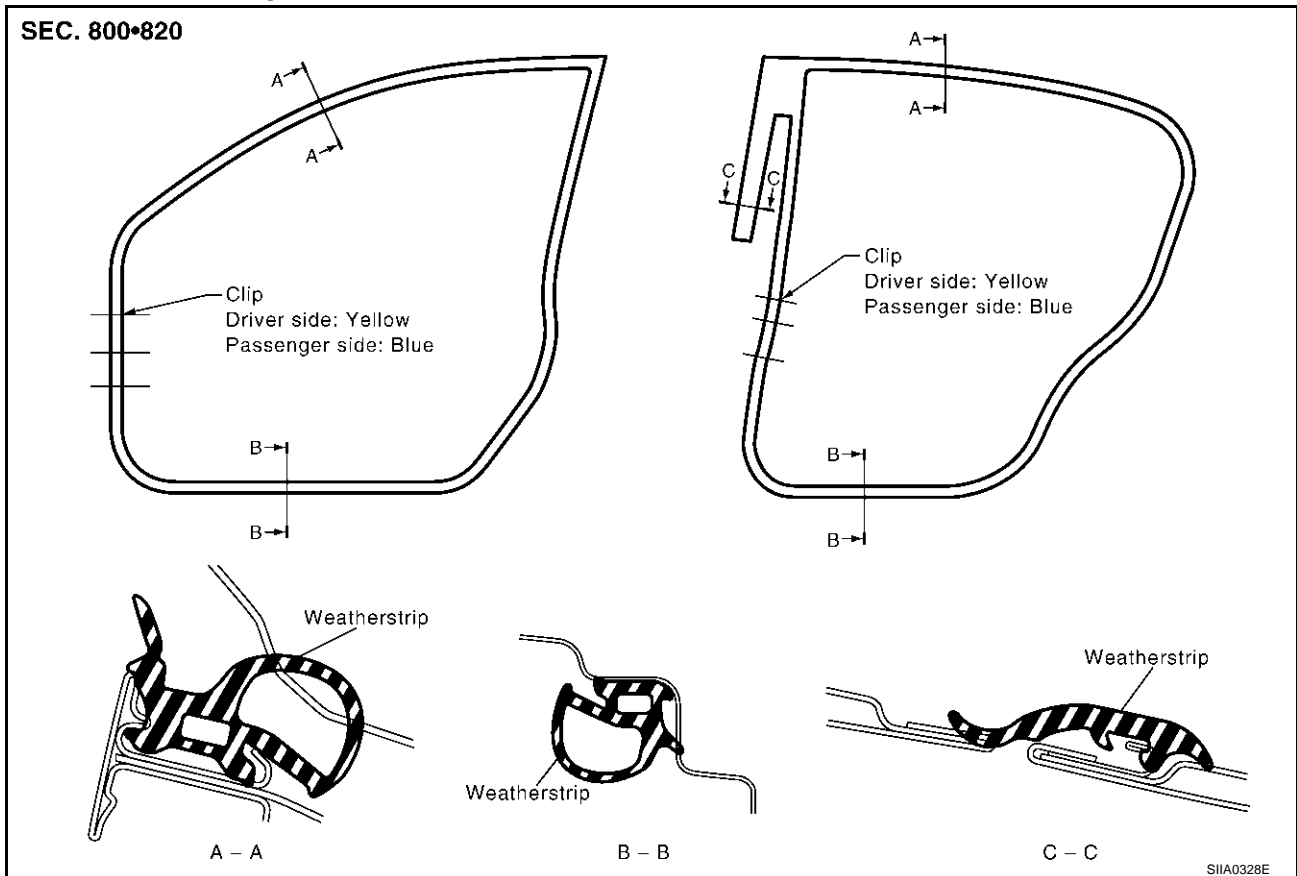 SEC. 800•820
A
A
A
A
C
C
Clip
Driver side: Yellow
Passenger side: Blue
Clip
Driver side: Yellow
Passenger side: Blue
B
B
B
B
Weatherstrip
Weatherstrip
Weatherstrip
A – A
B – B
C – C
SIIA0328E